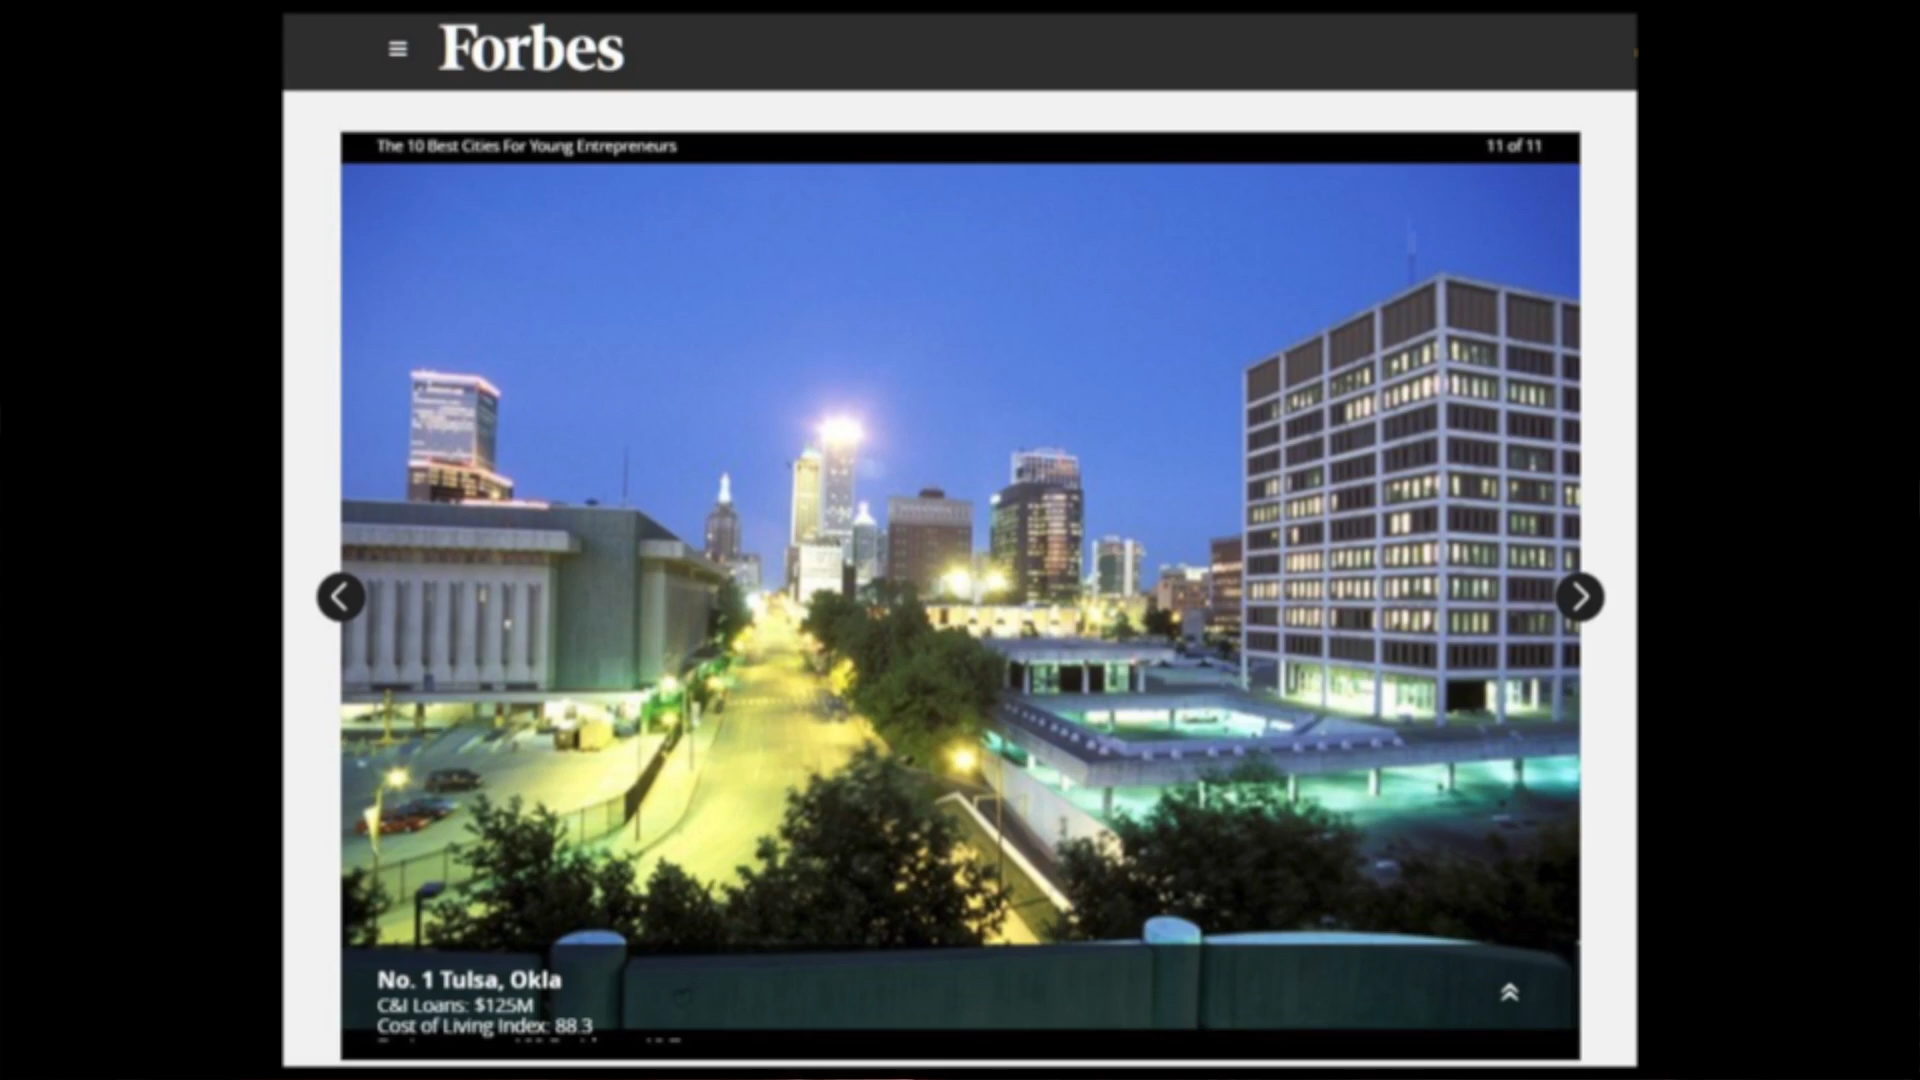 Forbes
The 10 Best Cities For Young Entrepreneurs
11 of 11
No. 1 Tulsa, Okla
C&I Loans: $125M
Cost of Living Index: 88.3